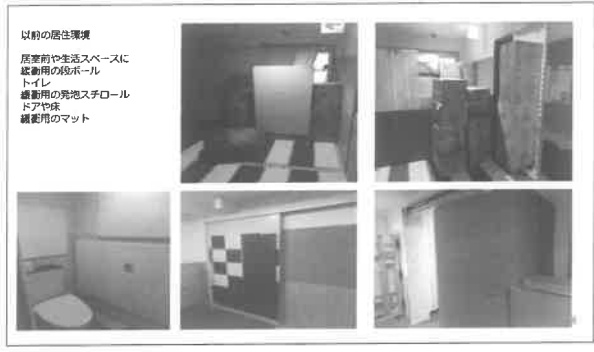 以前の居住環境
居室前や生活スペースに
緩衝用の段ボール
トイレ
緩衝用の発泡スチロール
ドアや床
緩衝用のマット